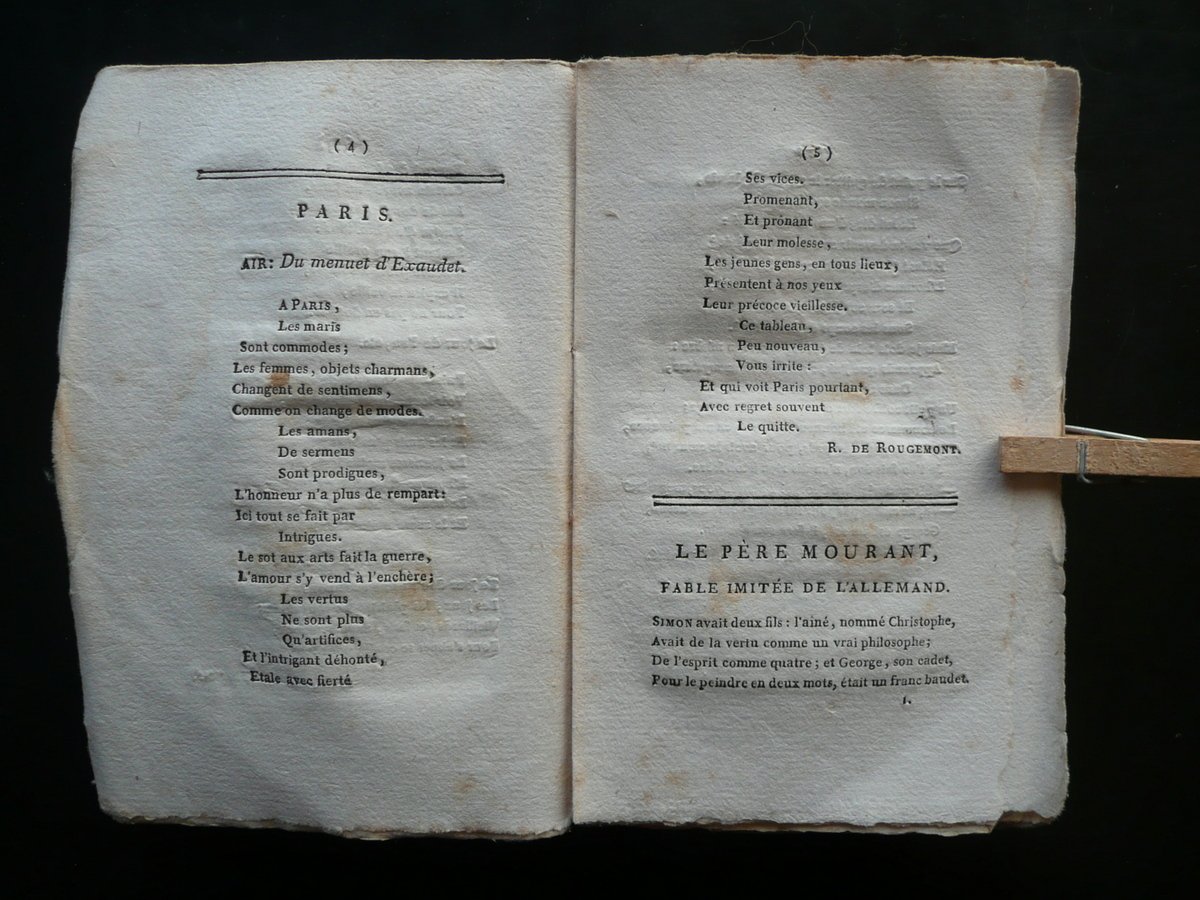 (4)
PARIS.
AIR: Du menuet d'Exaudet.
A PARIS,
Les maris
Sont commodes;
Les femmes, objets charmans,
Changent de sentimens,
Comme on change de modes.
Les amans,
De sermens
Sont prodigues,
L'honneur n'a plus de rempart:
Ici tout se fait par
Intrigues.
Le sot aux arts fait la guerre,
L'amour s'y vend à l'enchère;
Les vertus
Ne sont plus
Qu'artifices,
Et l'intrigant déhonté,
Etale avec fierté
(5)
Ses vices.
Promenant,
Et prônant
Leur molesse,
Les jeunes gens, en tous lieux,
Présentent à nos yeux
Leur précoce vieillesse.
Ce tableau,
Peu nouveau,
Vous irrite:
Et qui voit Paris pourtant,
Avec regret souvent
Le quitte.
R. DE ROUGEMONT.
LE PÈRE MOURANT,
FABLE IMITÉE DE L'ALLEMAND.
SIMON avait deux fils: l'ainé, nommé Christophe,
Avait de la vertu comme un vrai philosophe;
De l'esprit comme quatre; et George, son cadet,
Pour le peindre en deux mots, était un franc baudet.
1.